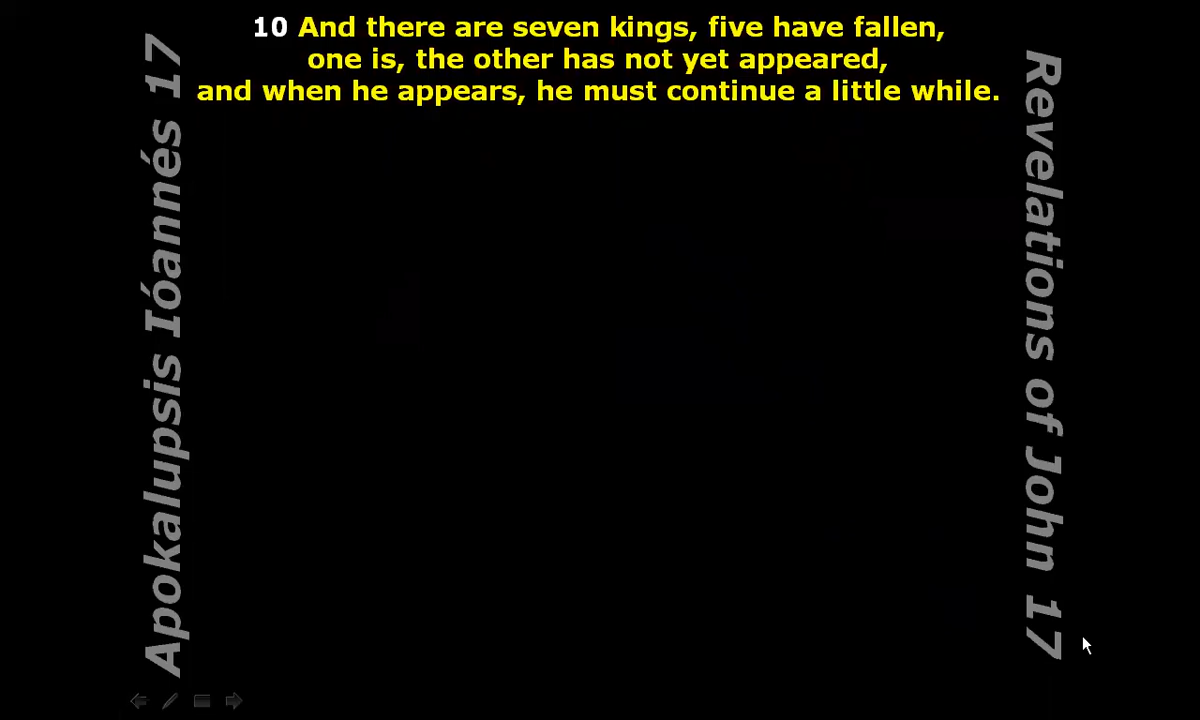 10 And there are seven kings, five have fallen,
one is, the other has not yet appeared,
and when he appears, he must continue a little while.
Apokalupsis Ióannés 17
Revelations of John 17